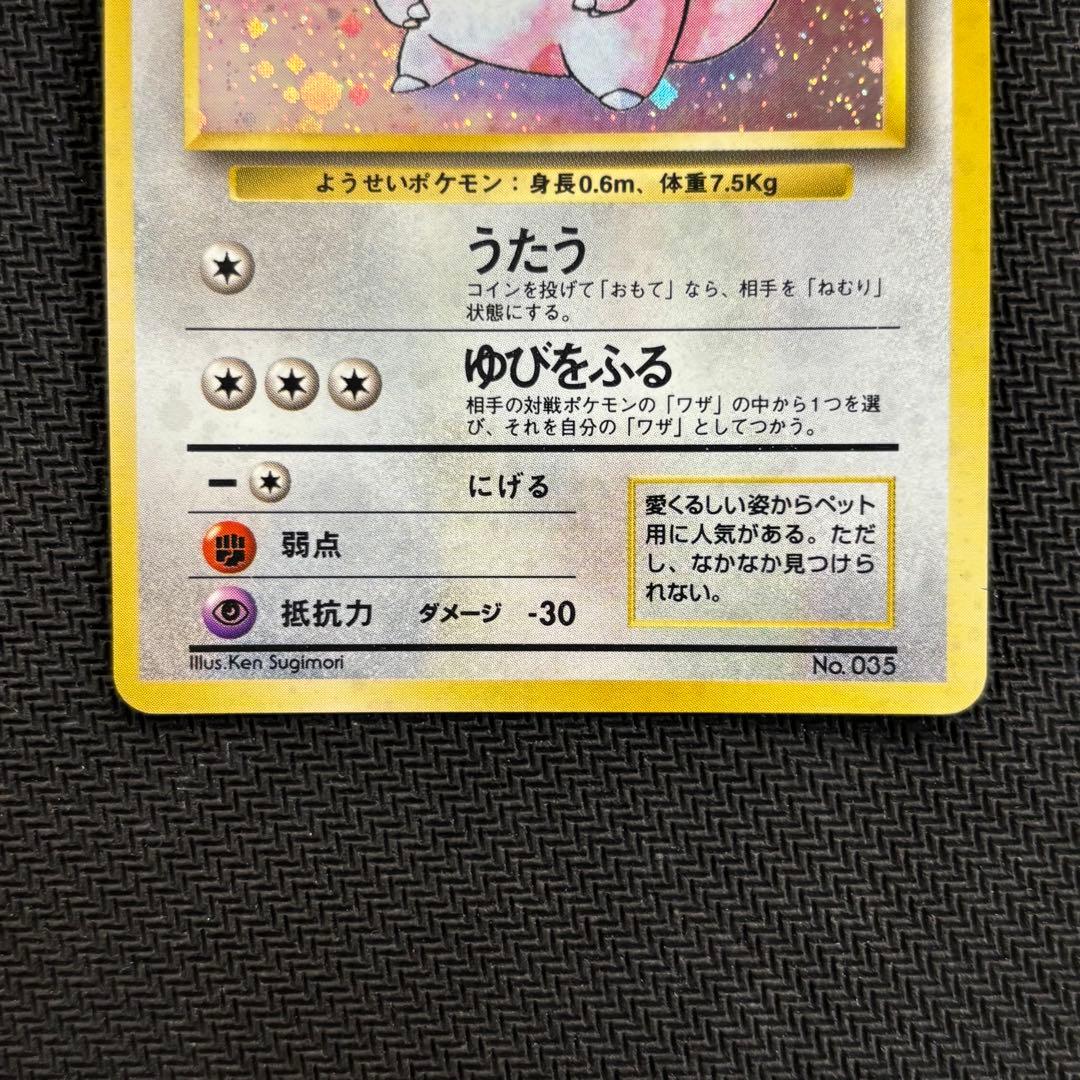 ようせいポケモン：身長0.6m、体重7.5Kg
うたう
コインを投げて「おもて」なら、相手を「ねむり」
状態にする。
ゆびをふる
相手の対戦ポケモンの「ワザ」の中から1つを選
び、それを自分の「ワザ」としてつかう。
− にげる
弱点
抵抗力 ダメージ -30
愛くるしい姿からペット
用に人気がある。ただ
し、なかなか見つけら
れない。
Illus.Ken Sugimori No. 035